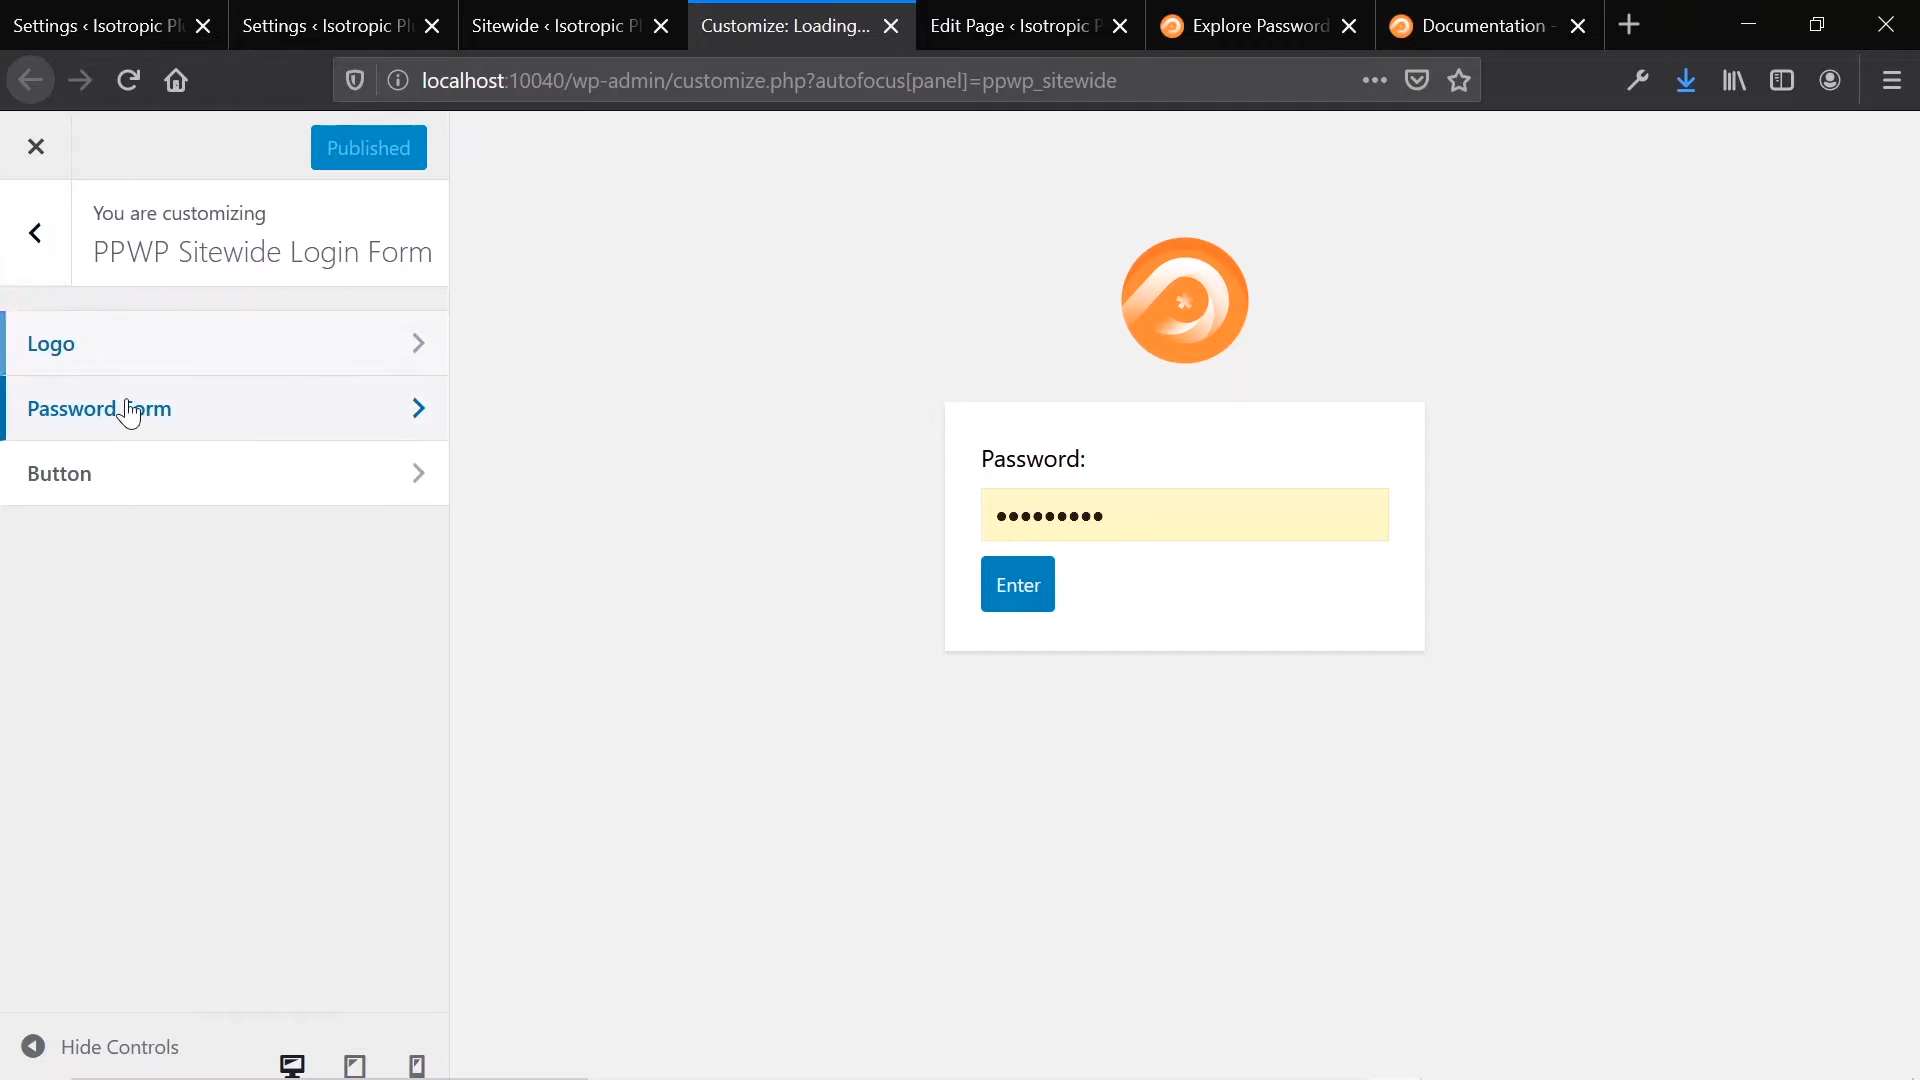 Settings ‹ Isotropic Pl
Settings ‹ Isotropic Pl
Sitewide ‹ Isotropic Pl
Customize: Loading...
Edit Page ‹ Isotropic P
Explore Password
Documentation -
localhost:10040/wp-admin/customize.php?autofocus[panel]=ppwp_sitewide
Published
You are customizing
PPWP Sitewide Login Form
Logo
Password Form
Button
Password:
Enter
Hide Controls